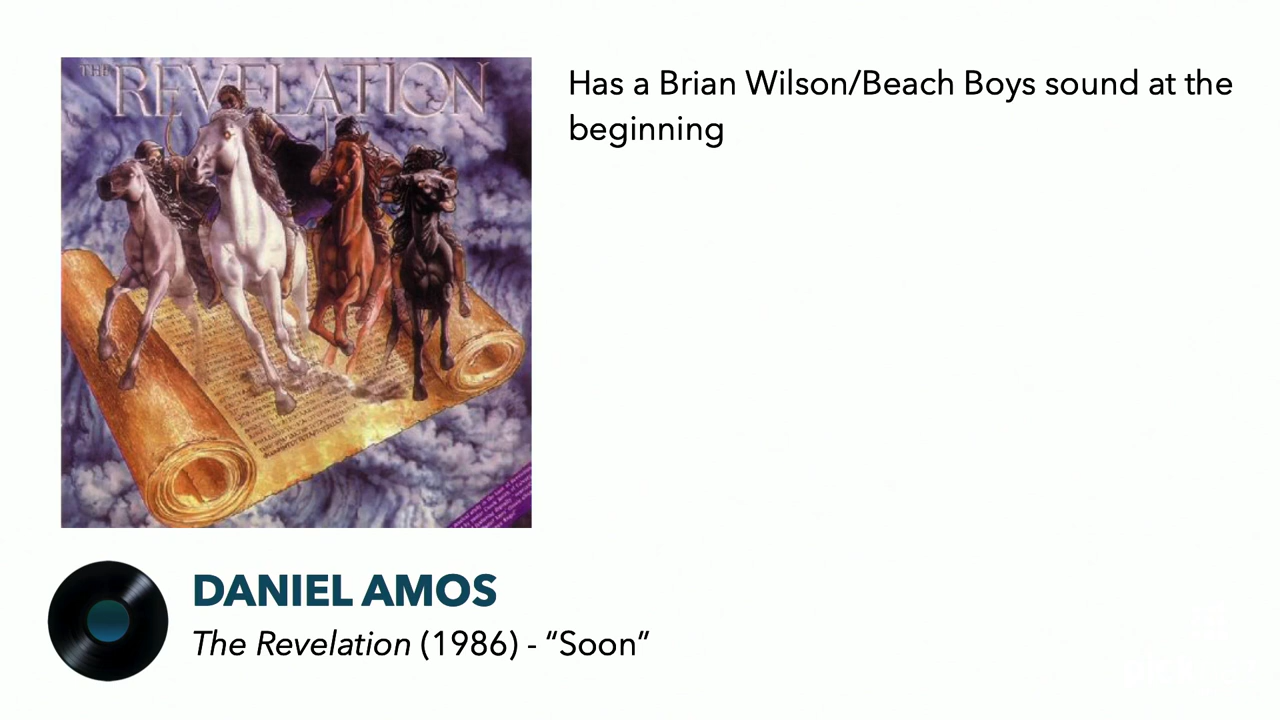 THE REVELATION
Has a Brian Wilson/Beach Boys sound at the
beginning
DANIEL AMOS
The Revelation (1986) - “Soon”